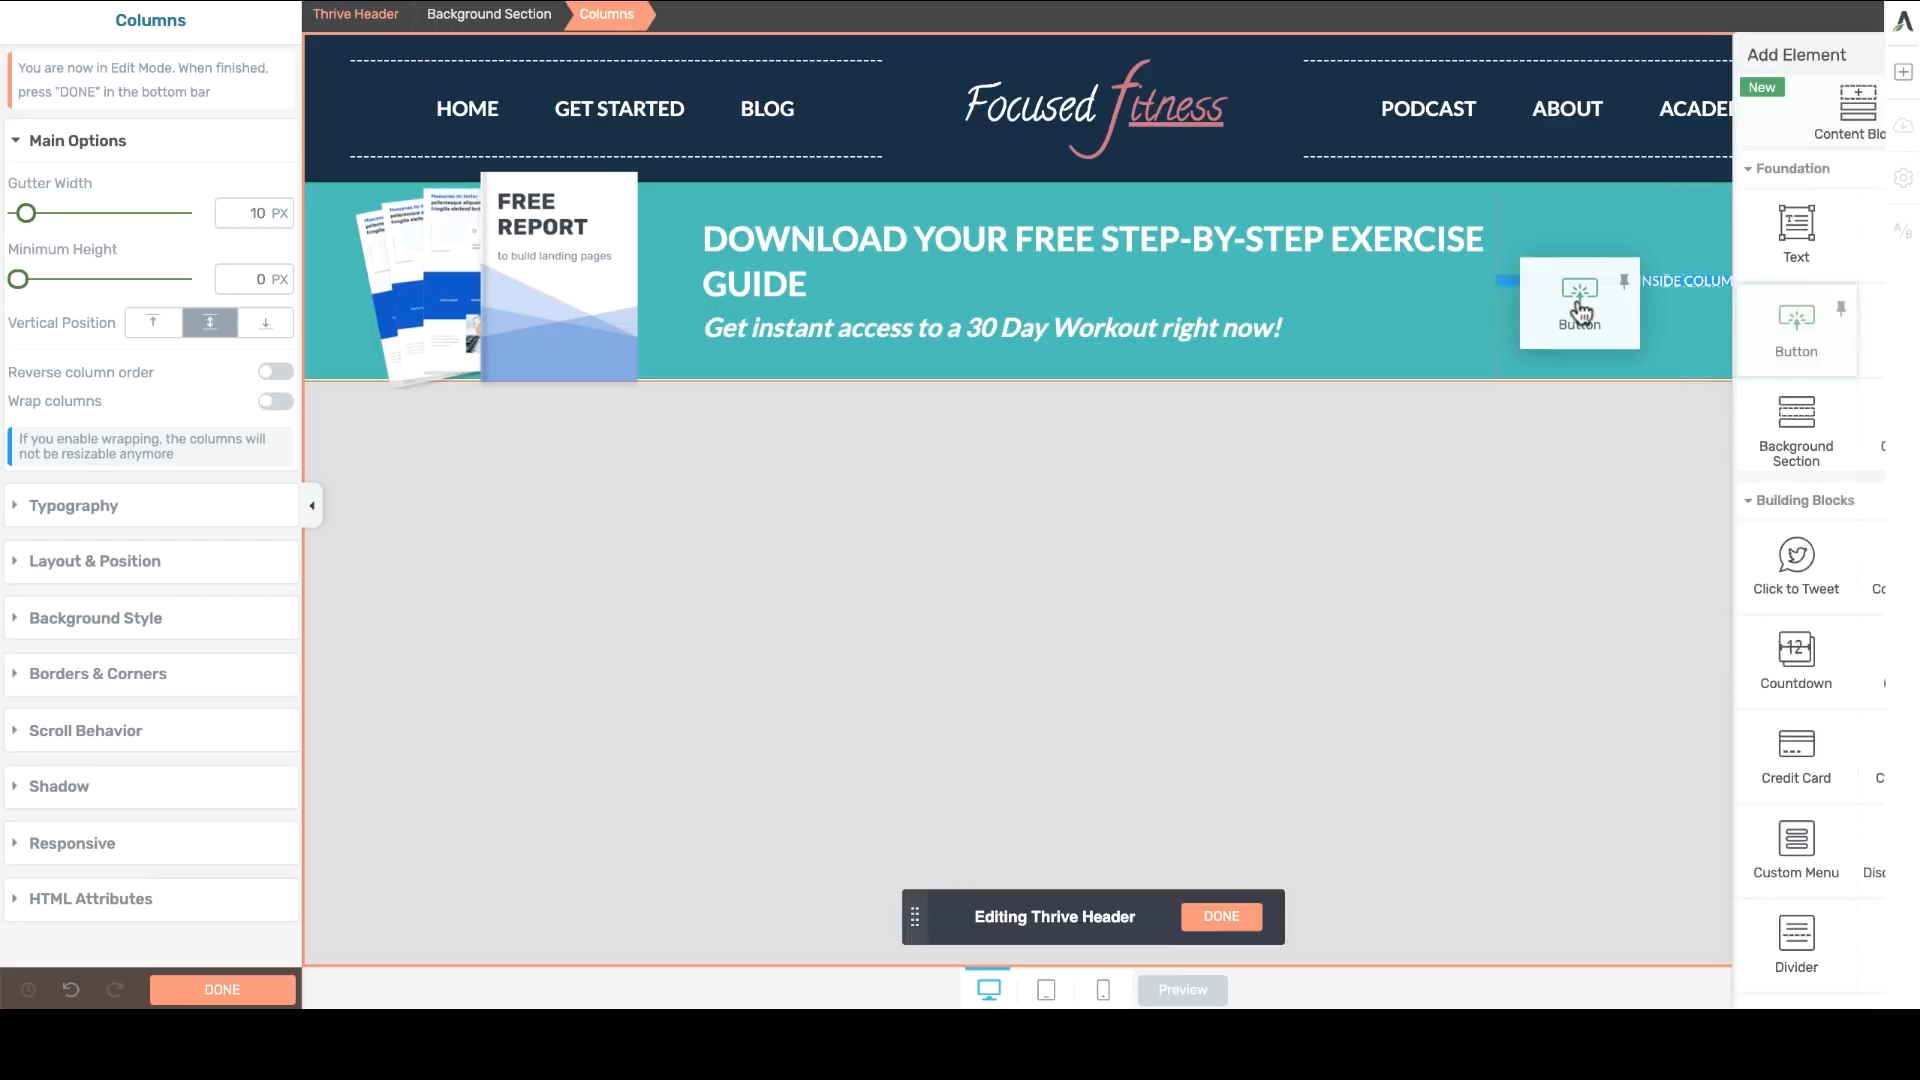 Columns
Thrive Header
Background Section
Columns
You are now in Edit Mode. When finished,
press "DONE" in the bottom bar
Main Options
Gutter Width
10 PX
Minimum Height
0 PX
Vertical Position
Reverse column order
Wrap columns
If you enable wrapping, the columns will
not be resizable anymore
Typography
Layout & Position
Background Style
Borders & Corners
Scroll Behavior
Shadow
Responsive
HTML Attributes
DONE
HOME
GET STARTED
BLOG
Focused fitness
PODCAST
ABOUT
ACADE
FREE
REPORT
to build landing pages
DOWNLOAD YOUR FREE STEP-BY-STEP EXERCISE
GUIDE
Get instant access to a 30 Day Workout right now!
Button
NSIDE COLUM
Editing Thrive Header
DONE
Preview
Add Element
New
Content Blo
Foundation
Text
Button
Background
Section
Building Blocks
Click to Tweet
Co
Countdown
12
Credit Card
C
Custom Menu
Disc
Divider
A/B